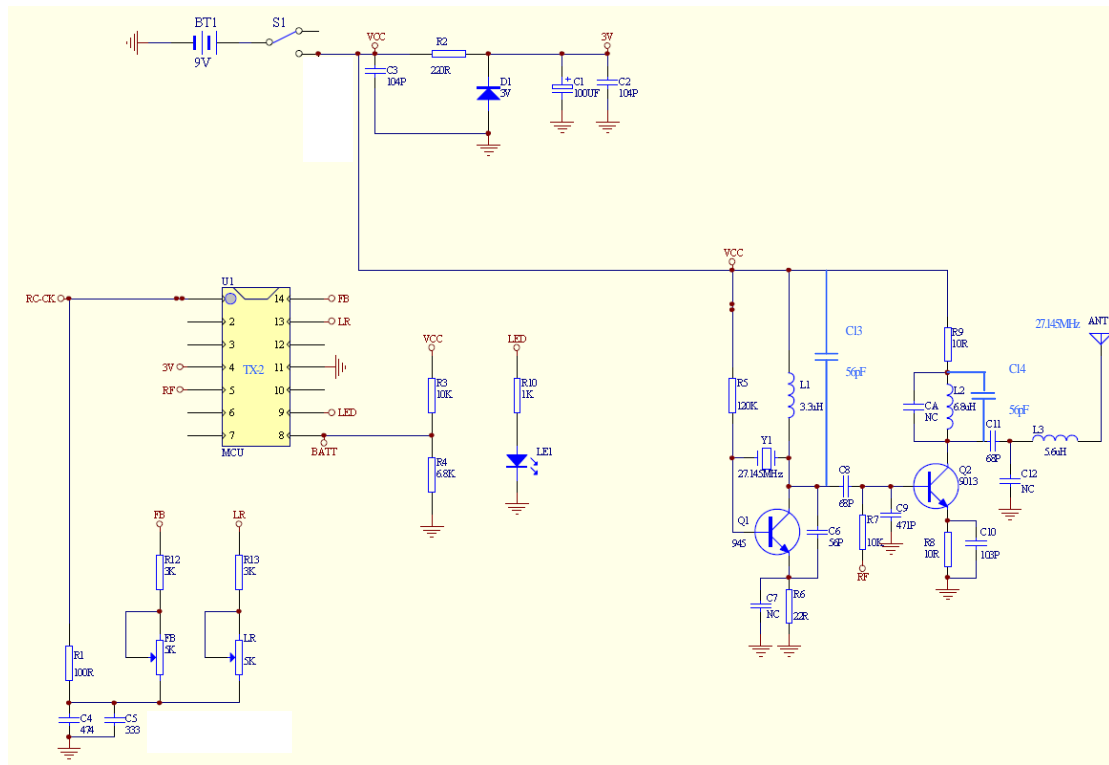 BT1
9V
S1
VCC
R2
220R
3V
C3
104P
D1
3V
C1
+
100UF
C2
104P
VCC
RC-CK
U1
14
FB
2
13
LR
3
12
3V
4
TX-2
11
RF
5
10
6
9
LED
7
8
MCU
BATT
VCC
R3
10K
R4
6.8K
LED
R10
1K
LE1
C13
56pF
27.145MHz
ANT
R9
10R
C14
56pF
R5
120K
L1
3.3uH
CA
NC
L2
6.8uH
C11
68P
L3
5.6uH
Y1
27.145MHz
C8
68P
Q2
9013
C12
NC
Q1
945
C6
56P
R7
10K
RF
C9
471P
R8
10R
C10
103P
C7
NC
R6
22R
FB
LR
R12
3K
R13
3K
FB
5K
LR
5K
R1
100R
C4
474
C5
333